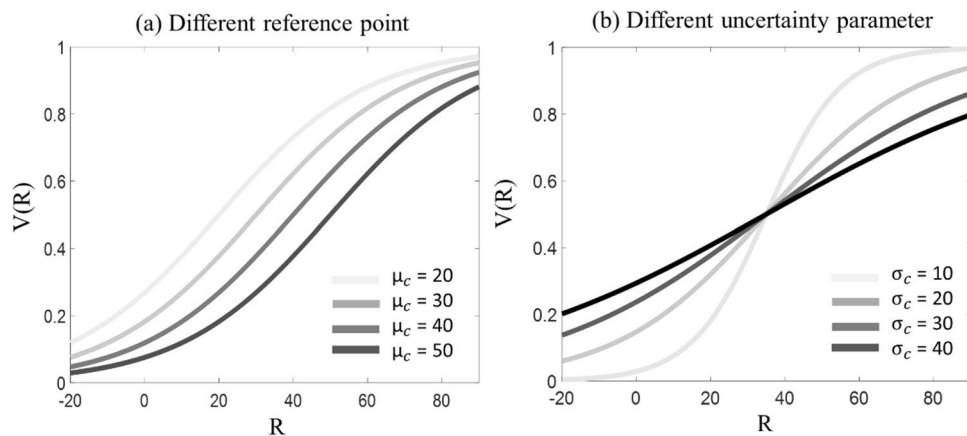 (a) Different reference point
1
0.8
0.6
0.4
0.2
0
V(R)
-20
0
20
40
60
80
R
μc = 20
μc = 30
μc = 40
μc = 50
(b) Different uncertainty parameter
1
0.8
0.6
0.4
0.2
0
V(R)
-20
0
20
40
60
80
R
σc = 10
σc = 20
σc = 30
σc = 40